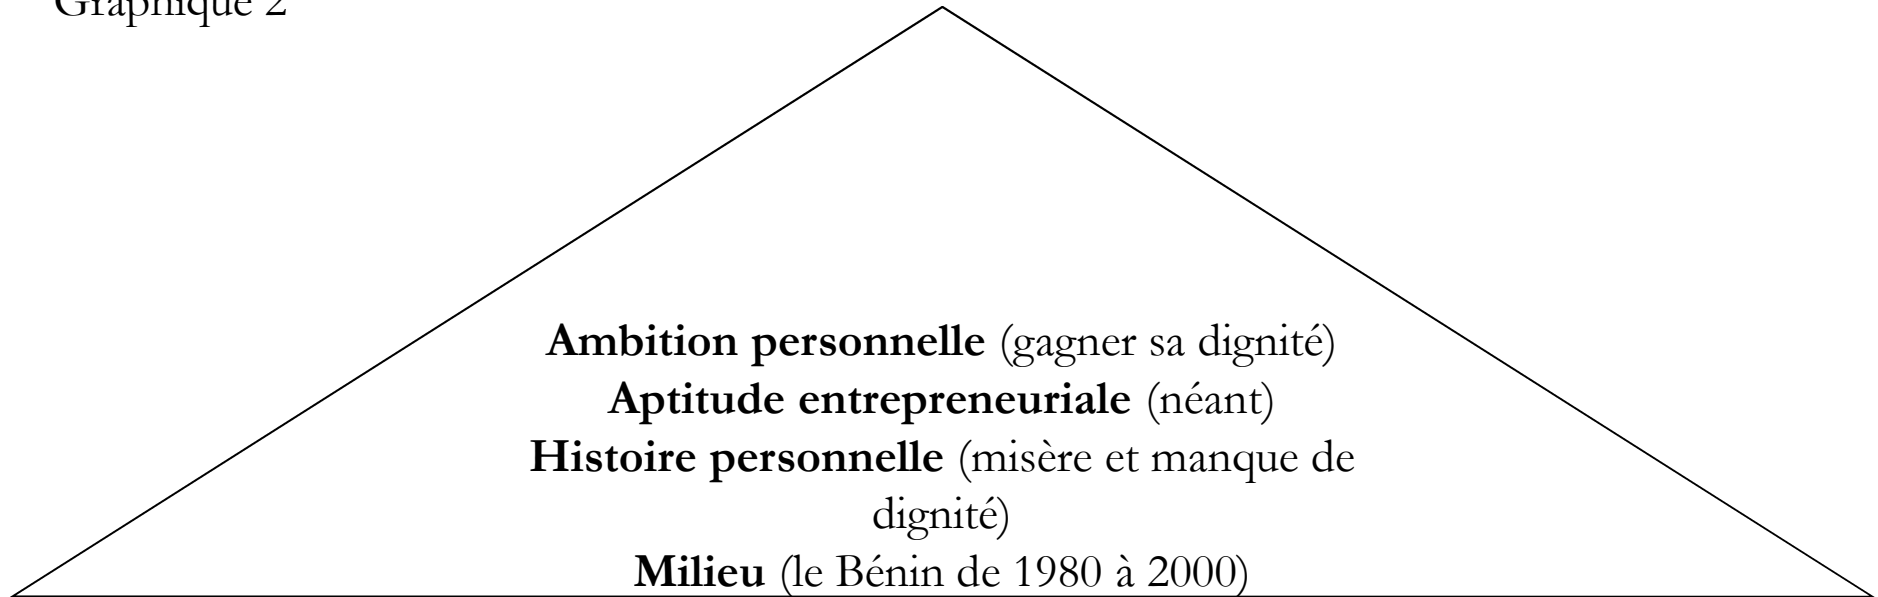 Graphique 2
Ambition personnelle (gagner sa dignité)
Aptitude entrepreneuriale (néant)
Histoire personnelle (misère et manque de
dignité)
Milieu (le Bénin de 1980 à 2000)